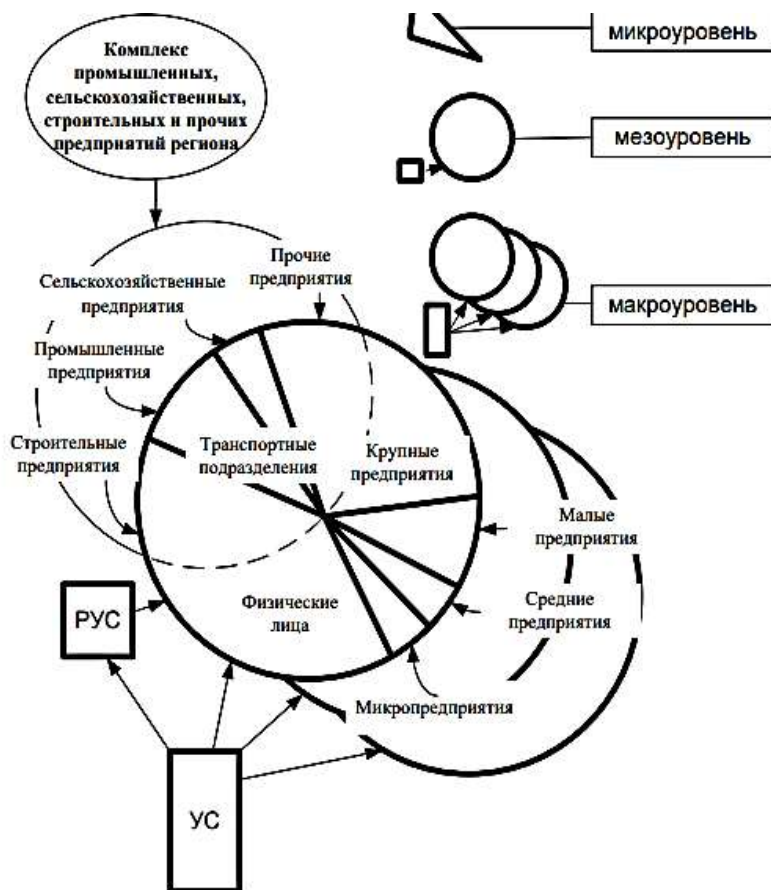 Комплекс
промышленных,
сельскохозяйственных,
строительных и прочих
предприятий региона
микроуровень
мезоуровень
макроуровень
Прочие
предприятия
Сельскохозяйственные
предприятия
Промышленные
предприятия
Строительные
предприятия
Транспортные
подразделения
Крупные
предприятия
Малые
предприятия
Средние
предприятия
Физические
лица
Микропредприятия
РУС
УС